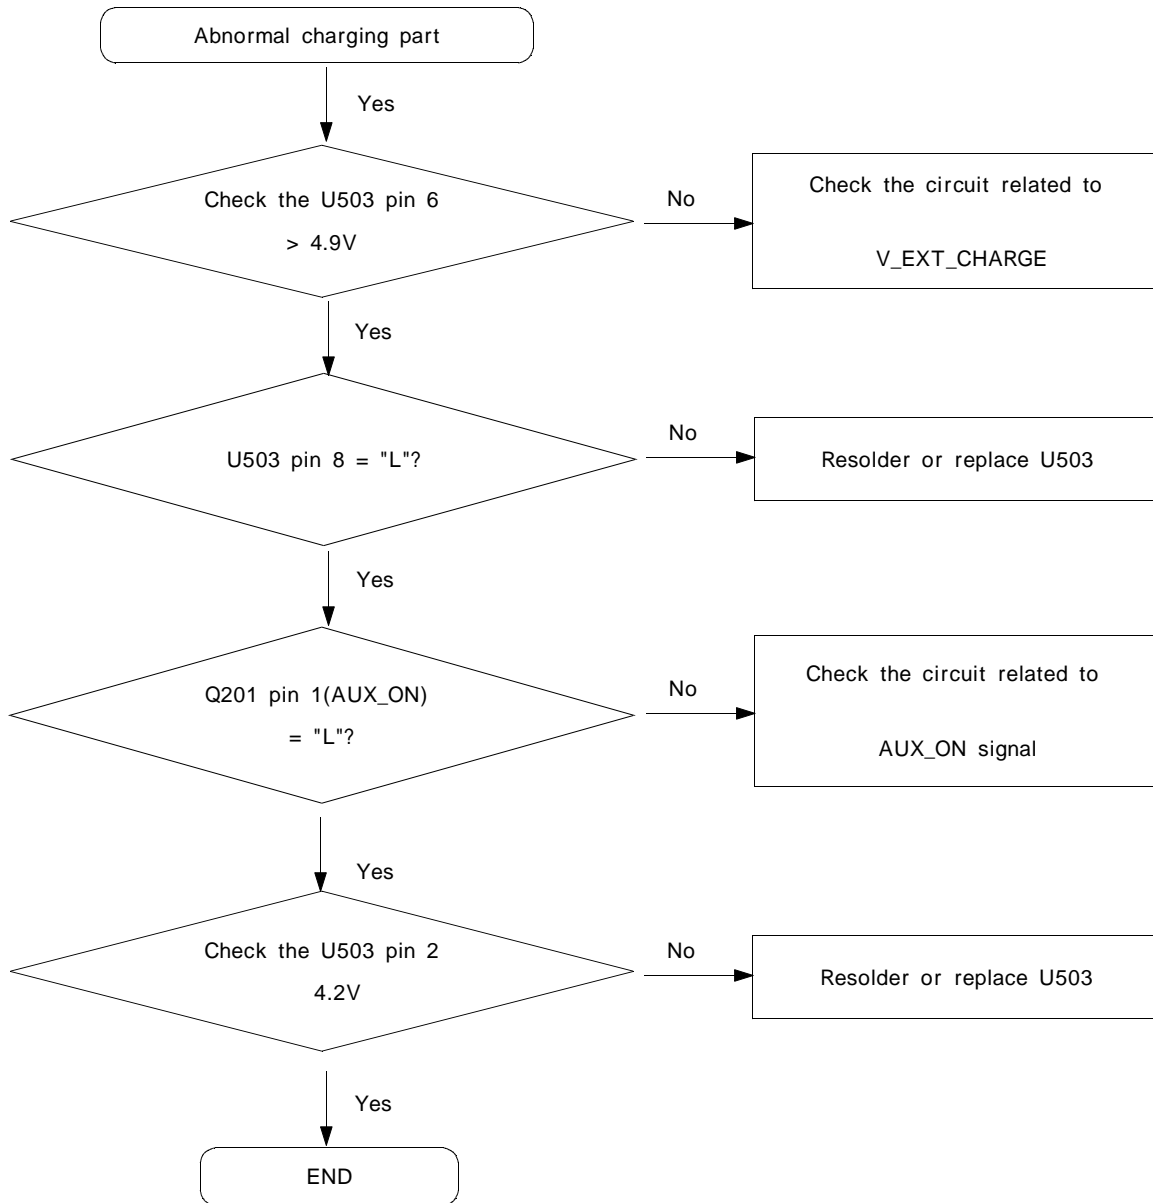 Abnormal charging part
Yes
Check the U503 pin 6
> 4.9V
No
Check the circuit related to
V_EXT_CHARGE
Yes
U503 pin 8 = "L"?
No
Resolder or replace U503
Yes
Q201 pin 1(AUX_ON)
= "L"?
No
Check the circuit related to
AUX_ON signal
Yes
Check the U503 pin 2
4.2V
No
Resolder or replace U503
Yes
END